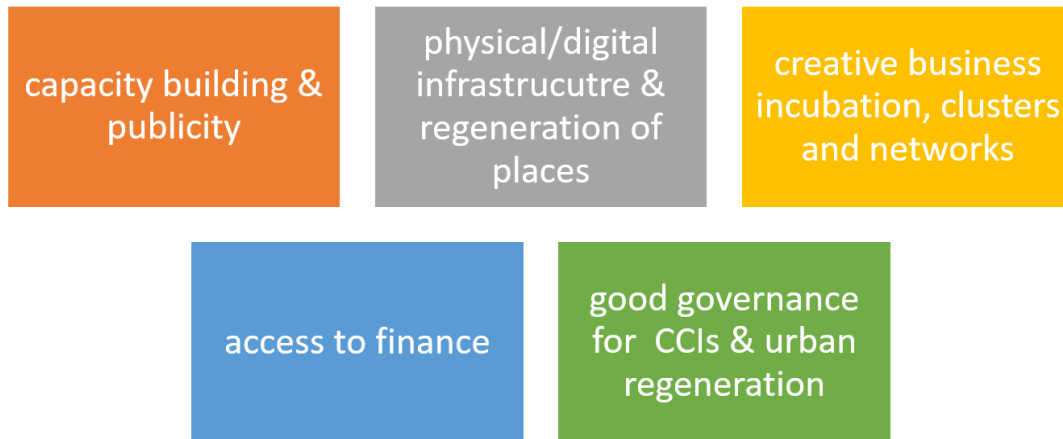 capacity building &
publicity
physical/digital
infrastrucutre &
regeneration of
places
creative business
incubation, clusters
and networks
access to finance
good governance
for CCIs & urban
regeneration